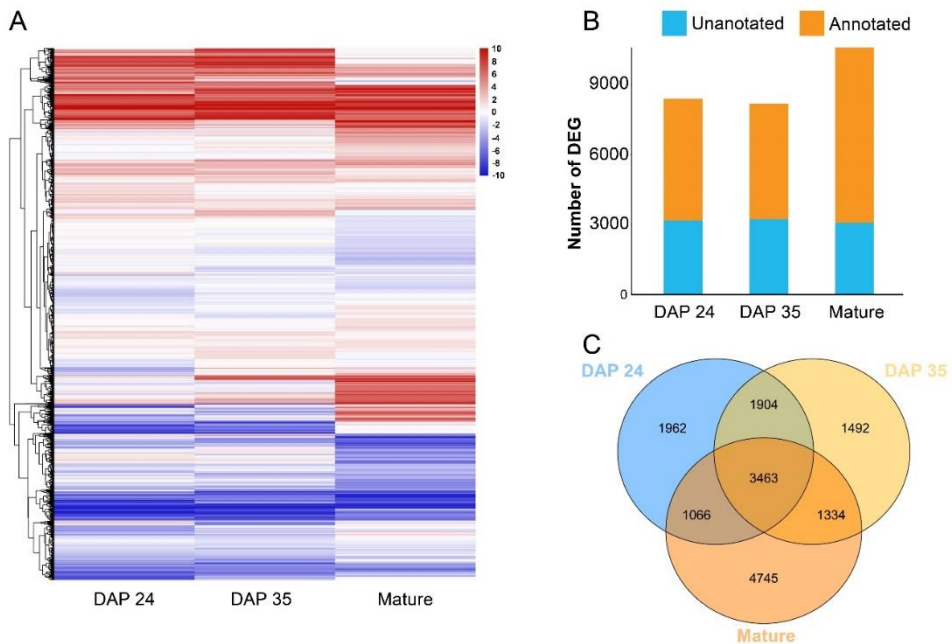 A
10
8
6
4
2
0
-2
-4
-6
-8
-10
DAP 24
DAP 35
Mature
B
Unanotated
Annotated
Number of DEG
9000
6000
3000
0
DAP 24
DAP 35
Mature
C
DAP 24
DAP 35
1904
1962
1492
3463
1066
1334
4745
Mature